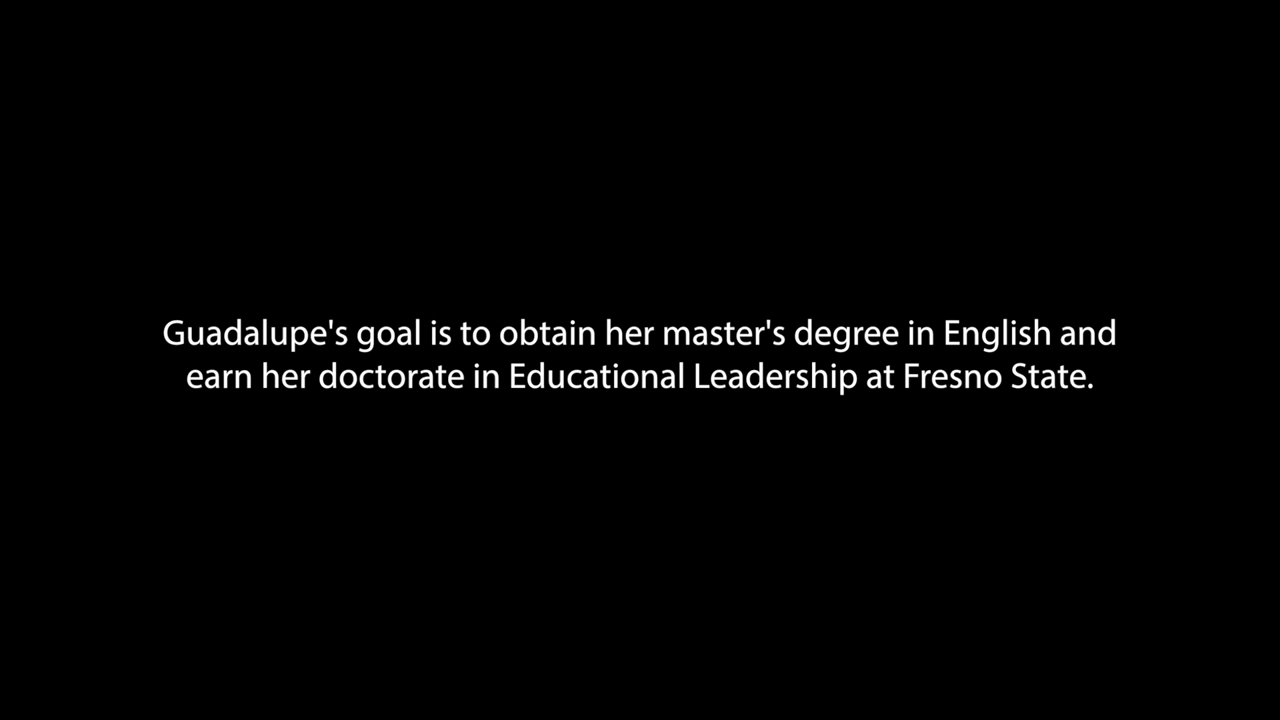 Guadalupe's goal is to obtain her master's degree in English and
earn her doctorate in Educational Leadership at Fresno State.